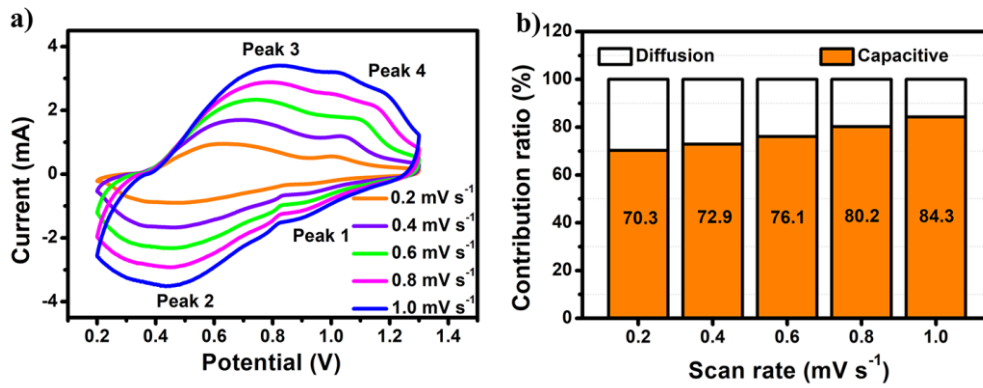 a)
Current (mA)
4
2
0
-2
-4
Peak 3
Peak 4
Peak 1
Peak 2
0.2 mV s⁻¹
0.4 mV s⁻¹
0.6 mV s⁻¹
0.8 mV s⁻¹
1.0 mV s⁻¹
0.2 0.4 0.6 0.8 1.0 1.2 1.4
Potential (V)
b)
Contribution ratio (%)
120
100
80
60
40
20
0
Diffusion Capacitive
70.3 72.9 76.1 80.2 84.3
0.2 0.4 0.6 0.8 1.0
Scan rate (mV s⁻¹)